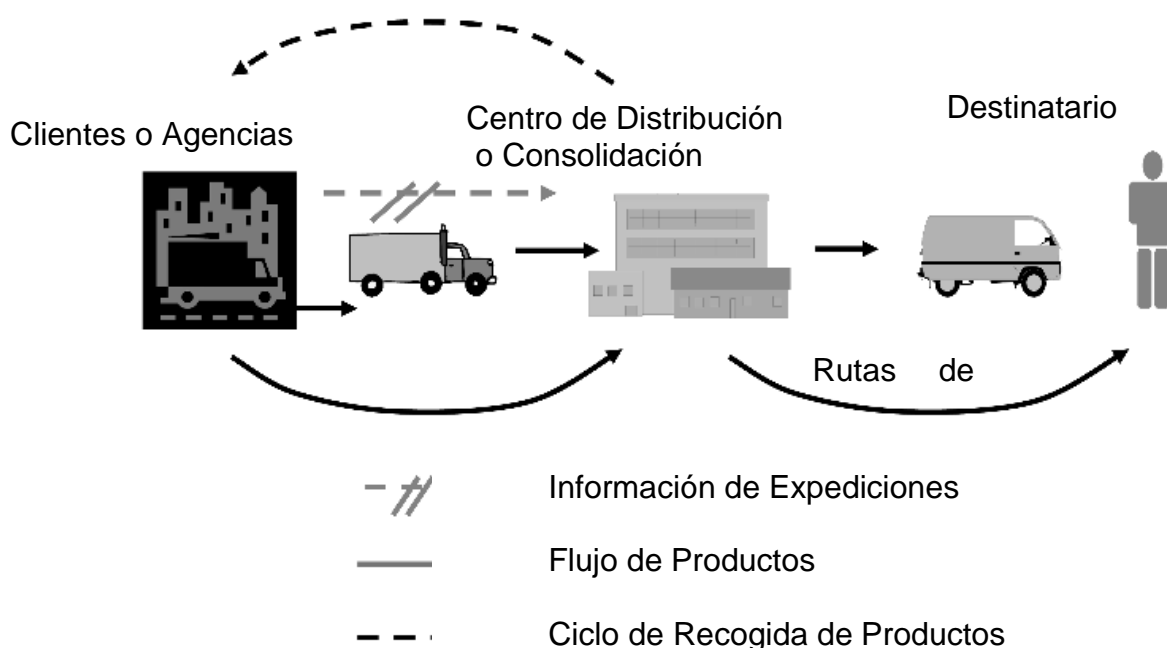 Clientes o Agencias
Centro de Distribución
o Consolidación
Destinatario
Rutas de
Información de Expediciones
Flujo de Productos
Ciclo de Recogida de Productos